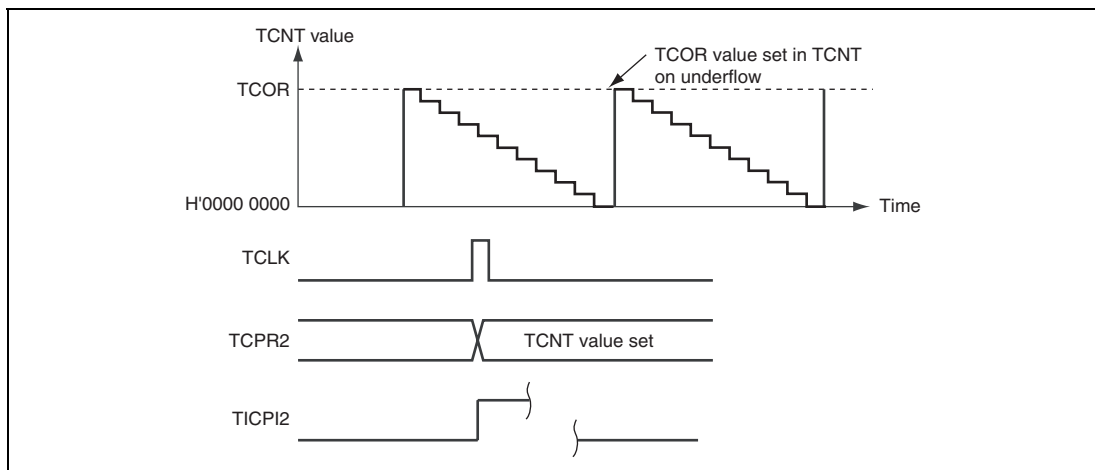 TCNT value
TCOR value set in TCNT
on underflow
TCOR
H'0000 0000
Time
TCLK
TCPR2
TCNT value set
TICPI2